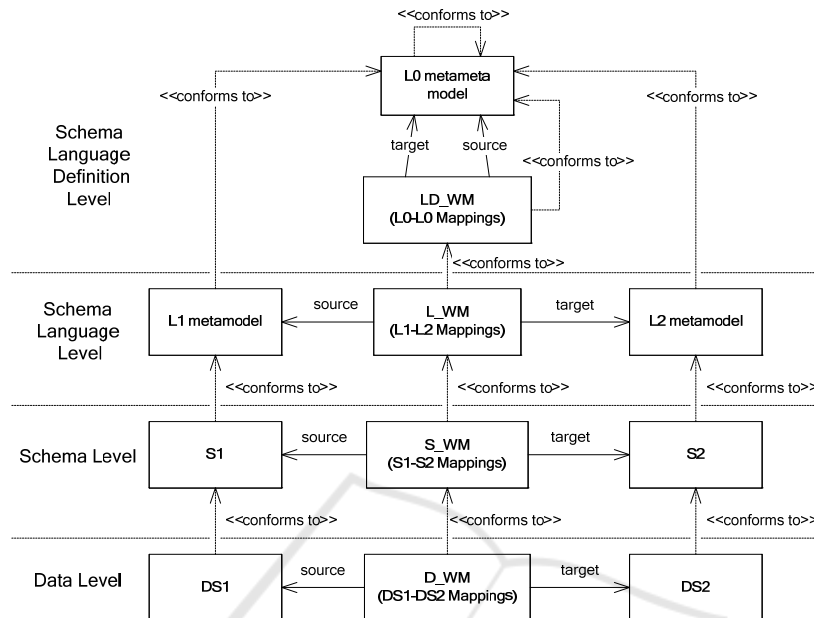 <<conforms to>>
L0 metameta
model
<<conforms to>>
<<conforms to>>
Schema
Language
Definition
Level
target
source
<<conforms to>>
LD_WM
(L0-L0 Mappings)
<<conforms to>>
Schema
Language
Level
L1 metamodel
source
L_WM
(L1-L2 Mappings)
target
L2 metamodel
<<conforms to>>
<<conforms to>>
<<conforms to>>
Schema Level
S1
source
S_WM
(S1-S2 Mappings)
target
S2
<<conforms to>>
<<conforms to>>
<<conforms to>>
Data Level
DS1
source
D_WM
(DS1-DS2 Mappings)
target
DS2